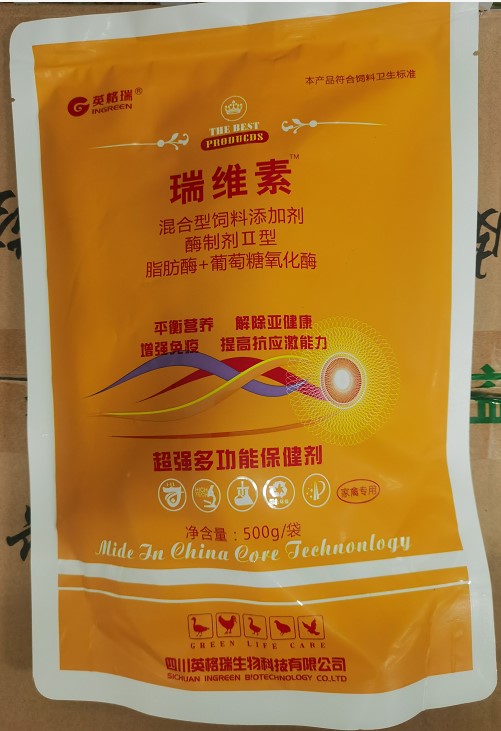 本产品符合饲料卫生标准
英格瑞®
INGREEN
THE BEST
PRODUCDS
瑞维素™
混合型饲料添加剂
酶制剂Ⅱ型
脂肪酶+葡萄糖氧化酶
平衡营养 解除亚健康
增强免疫 提高抗应激能力
超强多功能保健剂
家禽专用
净含量:500g/袋
Mide In China Core Technonlogy
GREEN LIFE CARE
四川英格瑞生物科技有限公司
SICHUAN INGREEN BIOTECHNOLOGY CO.LTD